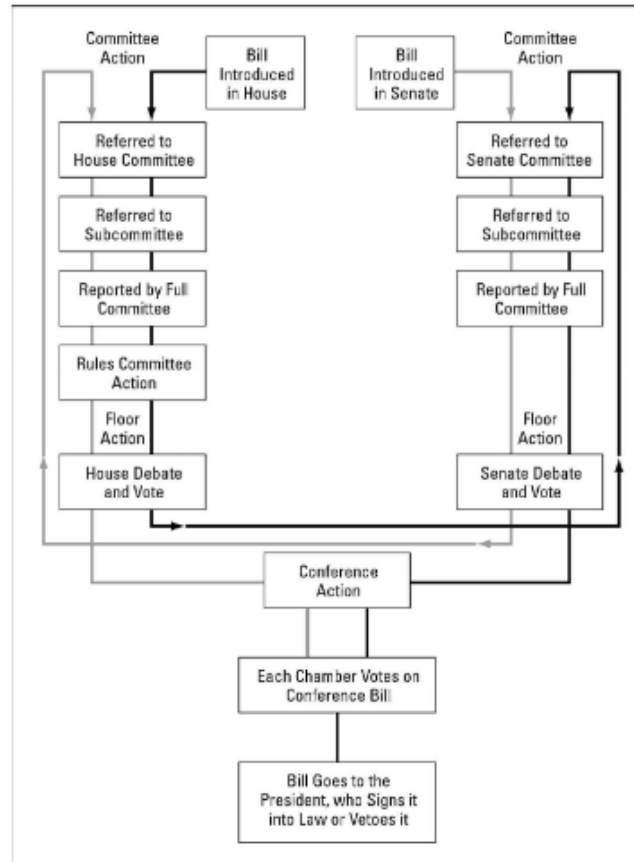 Committee
Action
Bill
Introduced
in House
Bill
Introduced
in Senate
Committee
Action
Referred to
House Committee
Referred to
Senate Committee
Referred to
Subcommittee
Referred to
Subcommittee
Reported by Full
Committee
Reported by Full
Committee
Rules Committee
Action
Floor
Action
Floor
Action
House Debate
and Vote
Senate Debate
and Vote
Conference
Action
Each Chamber Votes on
Conference Bill
Bill Goes to the
President, who Signs it
into Law or Vetoes it